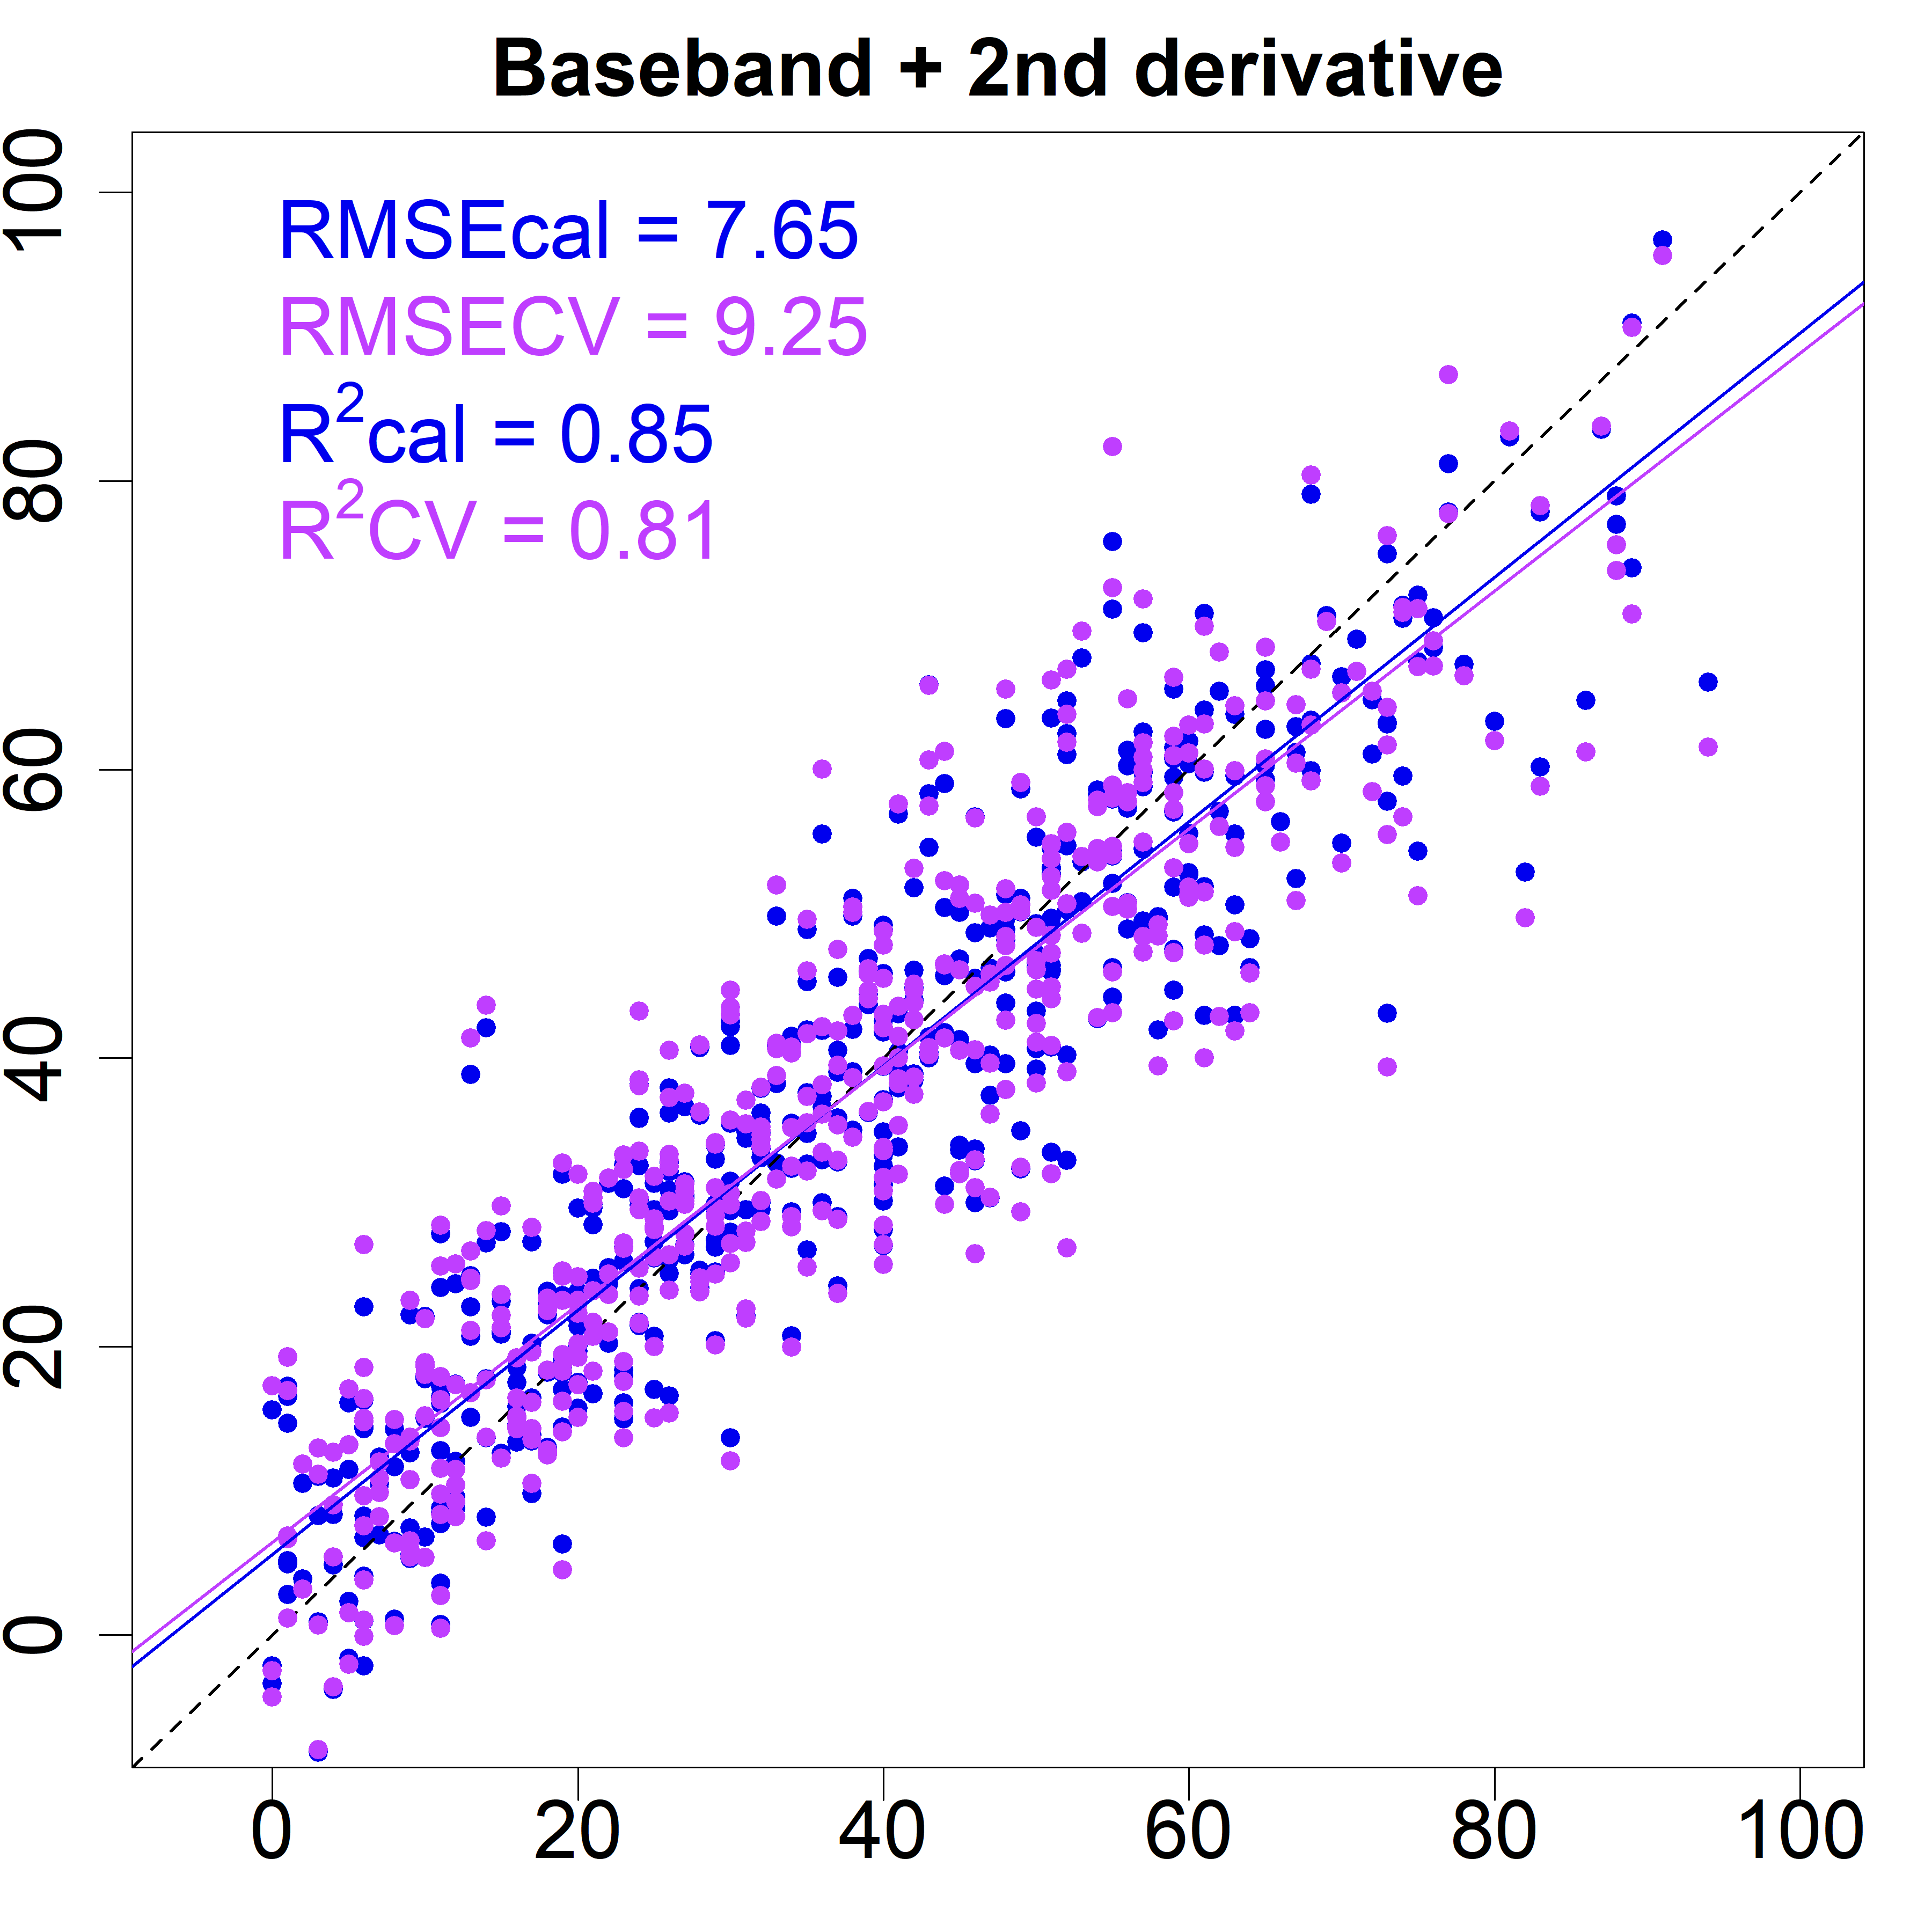 Baseband + 2nd derivative
RMSEcal = 7.65
RMSECV = 9.25
R²cal = 0.85
R²CV = 0.81
100
80
60
40
20
0
0 20 40 60 80 100